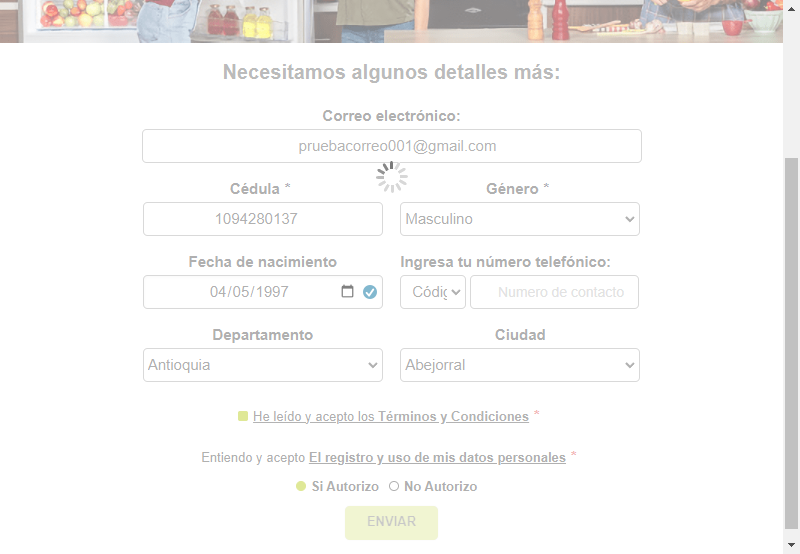 Necesitamos algunos detalles más:
Correo electrónico:
pruebacorreo001@gmail.com
Cédula * Género *
1094280137 Masculino
Fecha de nacimiento Ingresa tu número telefónico:
04/05/1997 Códig Numero de contacto
Departamento Ciudad
Antioquia Abejorral
He leído y acepto los Términos y Condiciones *
Entiendo y acepto El registro y uso de mis datos personales *
Si Autorizo No Autorizo
ENVIAR